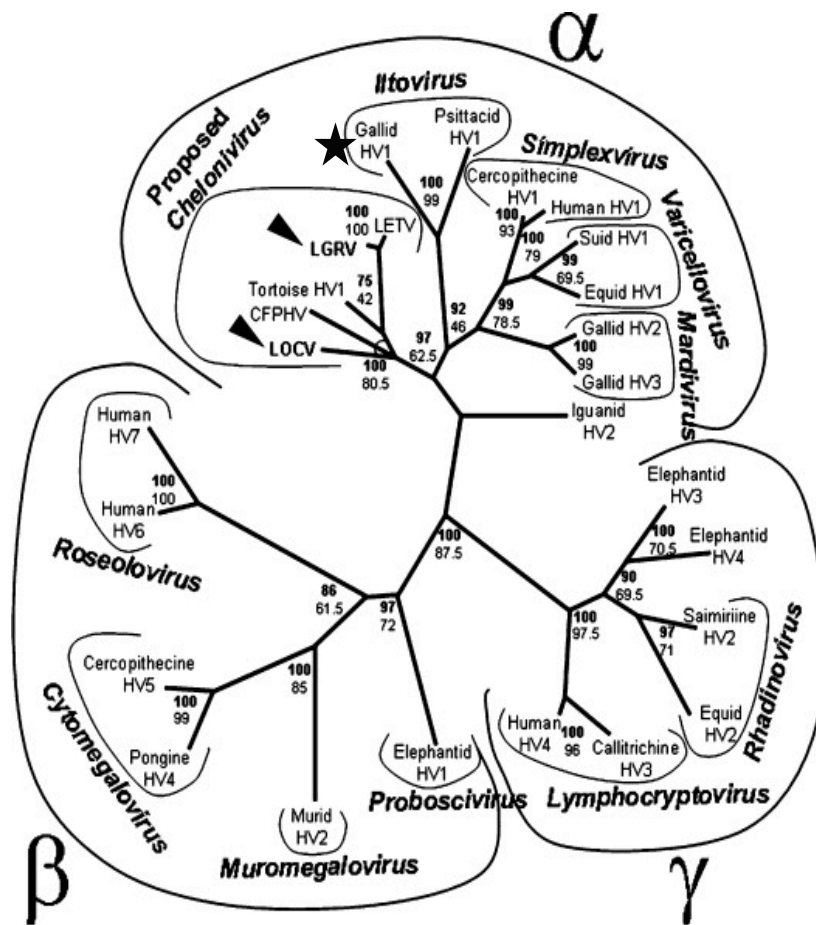 α
Iltovirus
Proposed
Chelonivirus
Gallid
HV1
Psittacid
HV1
Simplexvirus
100
99
Cercopithecine
HV1
Human HV1
100
93
Varicellovirus
100
79
Suid HV1
99
69.5
Equid HV1
100
100
LETV
LGRV
75
42
Tortoise HV1
CFPHV
LOCV
100
80.5
97
62.5
92
46
99
78.5
Mardivirus
Gallid HV2
100
99
Gallid HV3
Iguanid
HV2
Human
HV7
100
100
Human
HV6
Roseolovirus
100
87.5
Elephantid
HV3
100
70.5
Elephantid
HV4
90
69.5
Saimiriine
HV2
97
71
Equid
HV2
Rhadinovirus
100
97.5
86
61.5
97
72
Cercopithecine
HV5
100
99
Pongine
HV4
Cytomegalovirus
100
85
Human
HV4
100
96
Callitrichine
HV3
Lymphocryptovirus
Elephantid
HV1
Proboscivirus
Murid
HV2
Muromegalovirus
β
γ